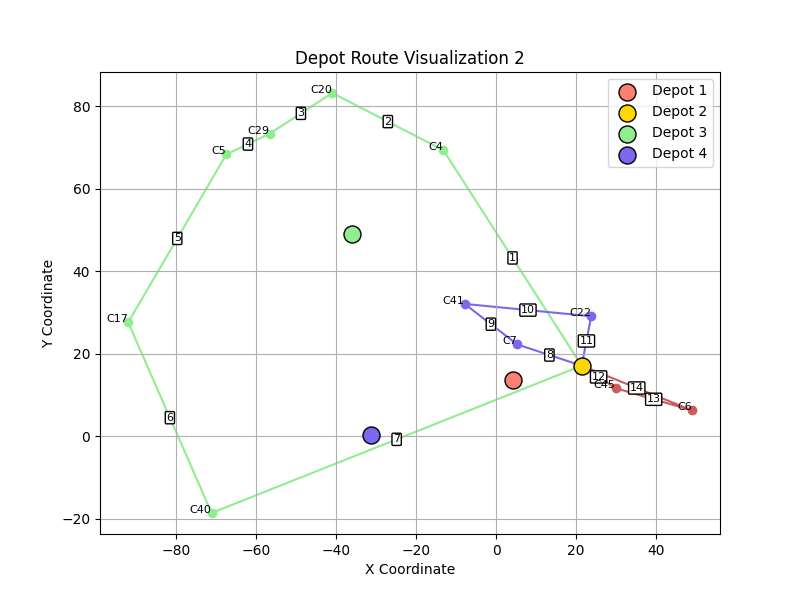 Depot Route Visualization 2
Depot 1
Depot 2
Depot 3
Depot 4
Y Coordinate
80
60
40
20
0
−20
C20
3
2
C29
4
C5
C4
5
1
C17
C41
10
C22
9
C7
11
8
12
C45
14
13
C6
6
7
C40
−80
−60
−40
−20
0
20
40
X Coordinate